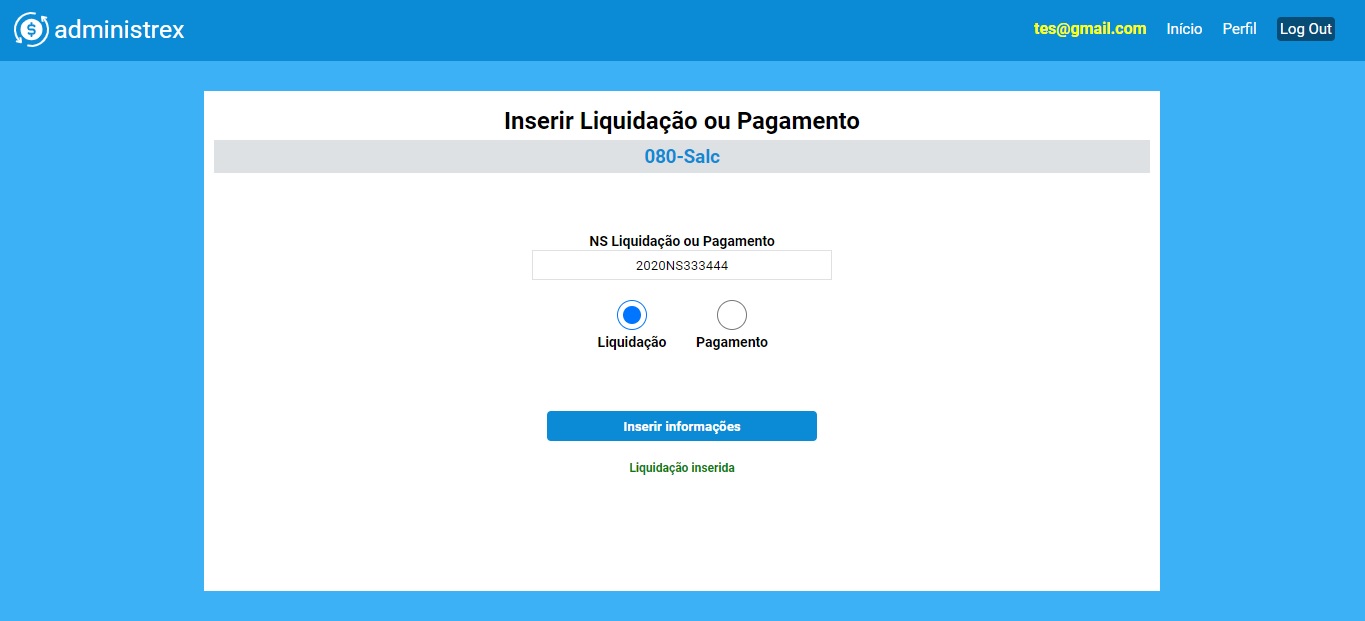 administrex
tes@gmail.com Início Perfil Log Out
Inserir Liquidação ou Pagamento
080-Salc
NS Liquidação ou Pagamento
2020NS333444
Liquidação Pagamento
Inserir informações
Liquidação inserida